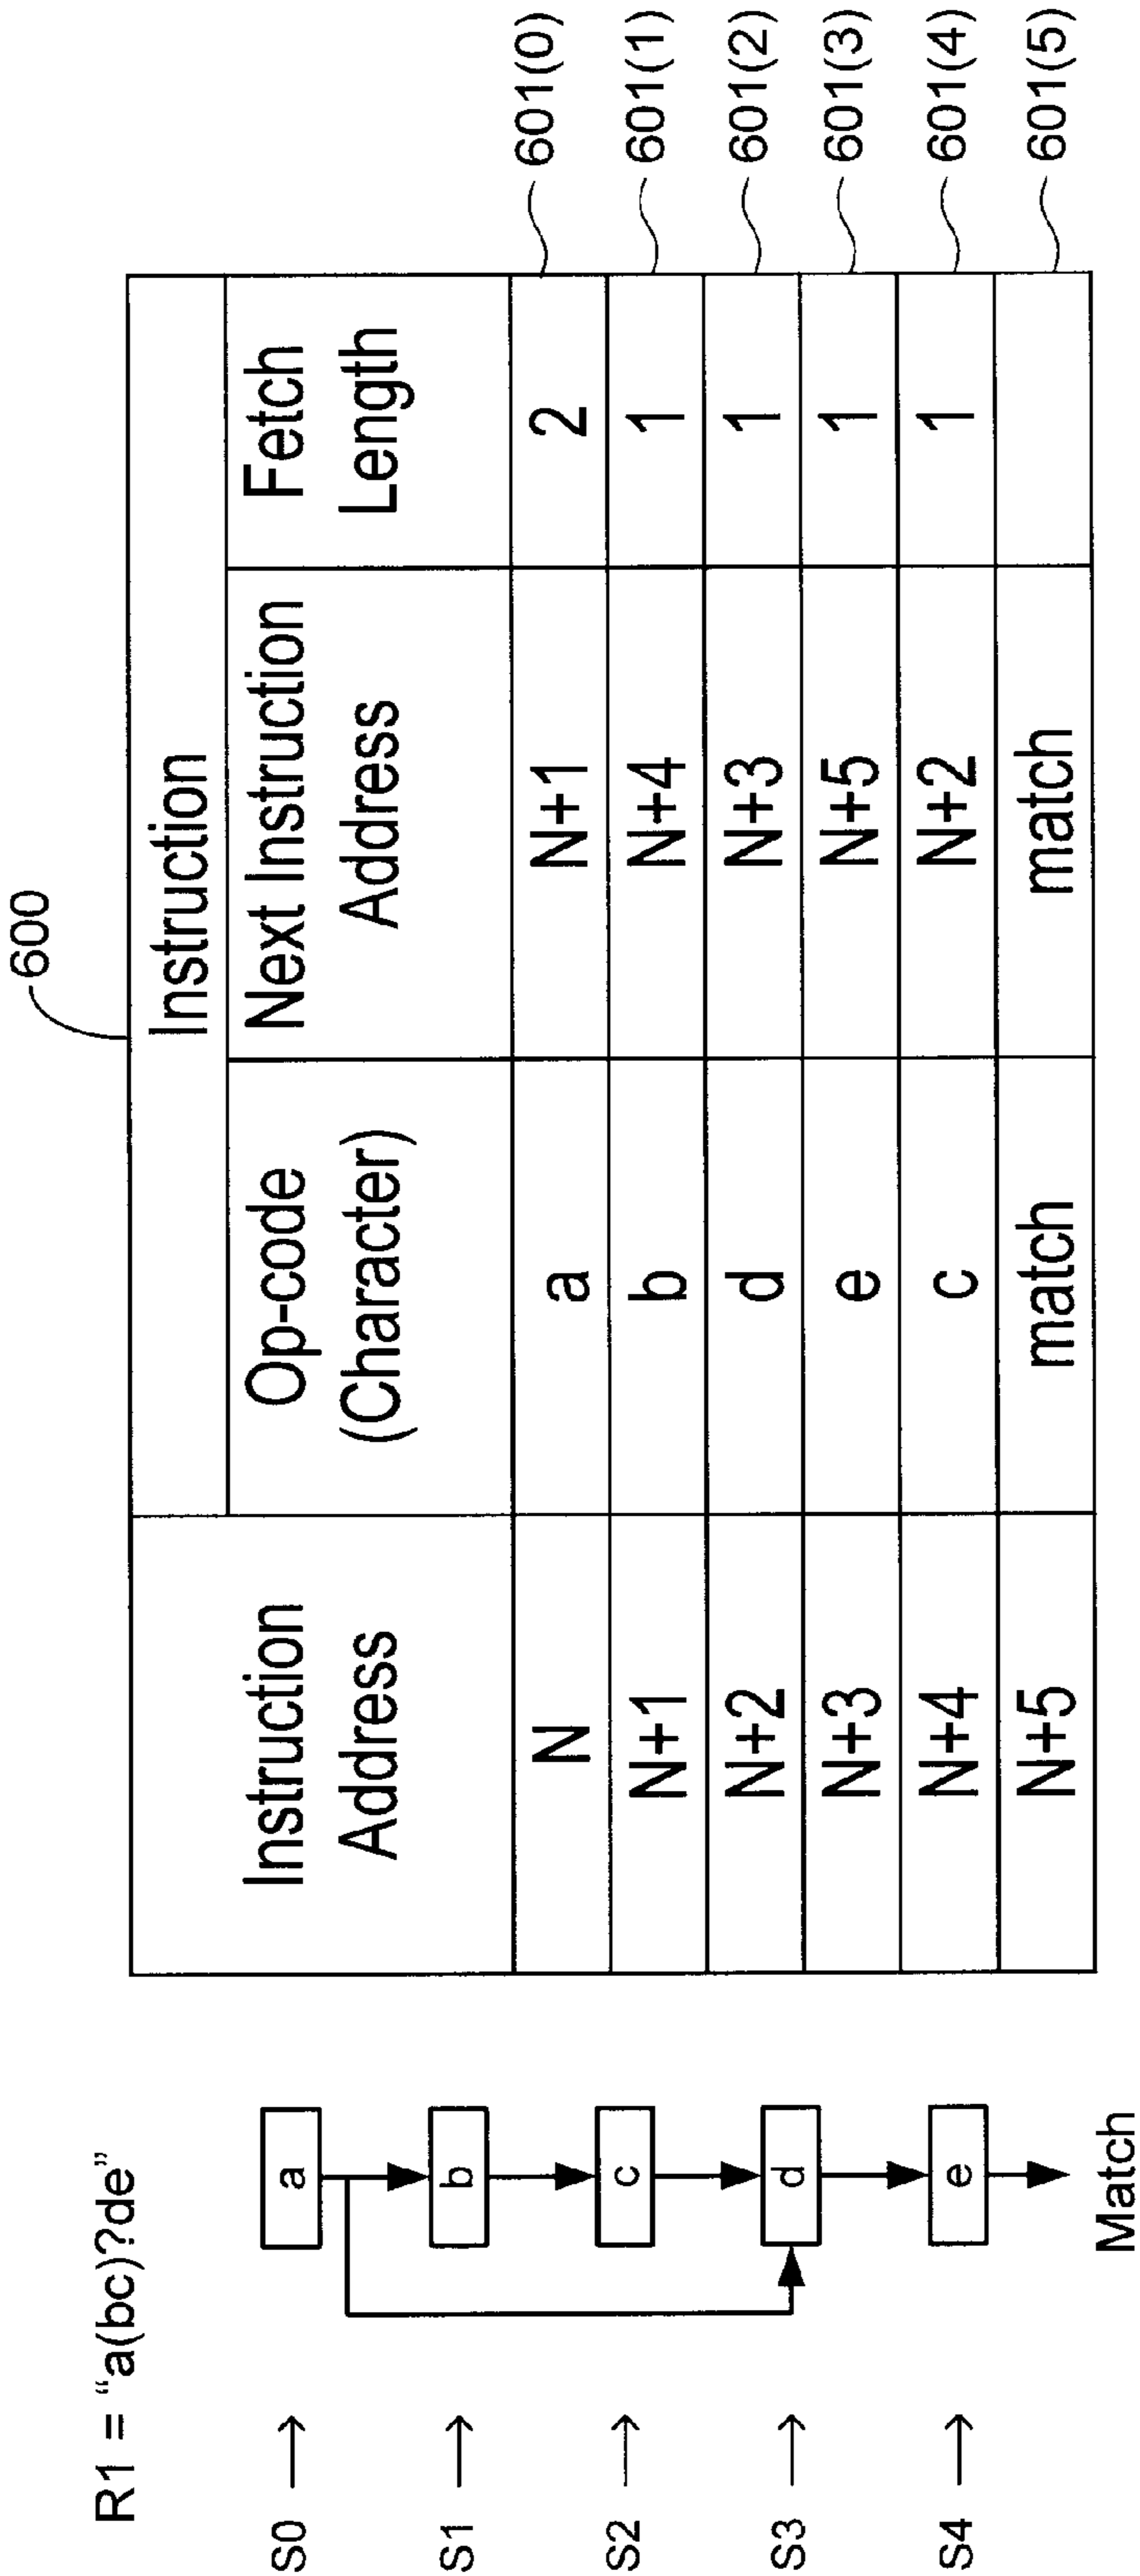 R1 = “a(bc)?de”
S0
a
S1
b
S2
c
S3
d
S4
e
Match
600
Instruction
Instruction Address
Op-code (Character)
Next Instruction Address
Fetch Length
N a N+1 2 601(0)
N+1 b N+4 1 601(1)
N+2 d N+3 1 601(2)
N+3 e N+5 1 601(3)
N+4 c N+2 1 601(4)
N+5 match match 601(5)